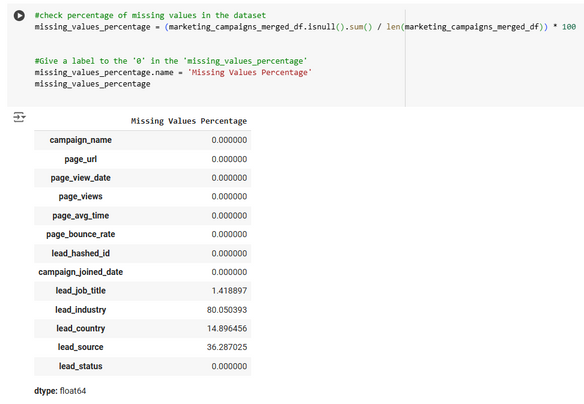 #check percentage of missing values in the dataset
missing_values_percentage = (marketing_campaigns_merged_df.isnull().sum() / len(marketing_campaigns_merged_df)) * 100
#Give a label to the '0' in the 'missing_values_percentage'
missing_values_percentage.name = 'Missing Values Percentage'
missing_values_percentage
Missing Values Percentage
campaign_name 0.000000
page_url 0.000000
page_view_date 0.000000
page_views 0.000000
page_avg_time 0.000000
page_bounce_rate 0.000000
lead_hashed_id 0.000000
campaign_joined_date 0.000000
lead_job_title 1.418897
lead_industry 80.050393
lead_country 14.896456
lead_source 36.287025
lead_status 0.000000
dtype: float64